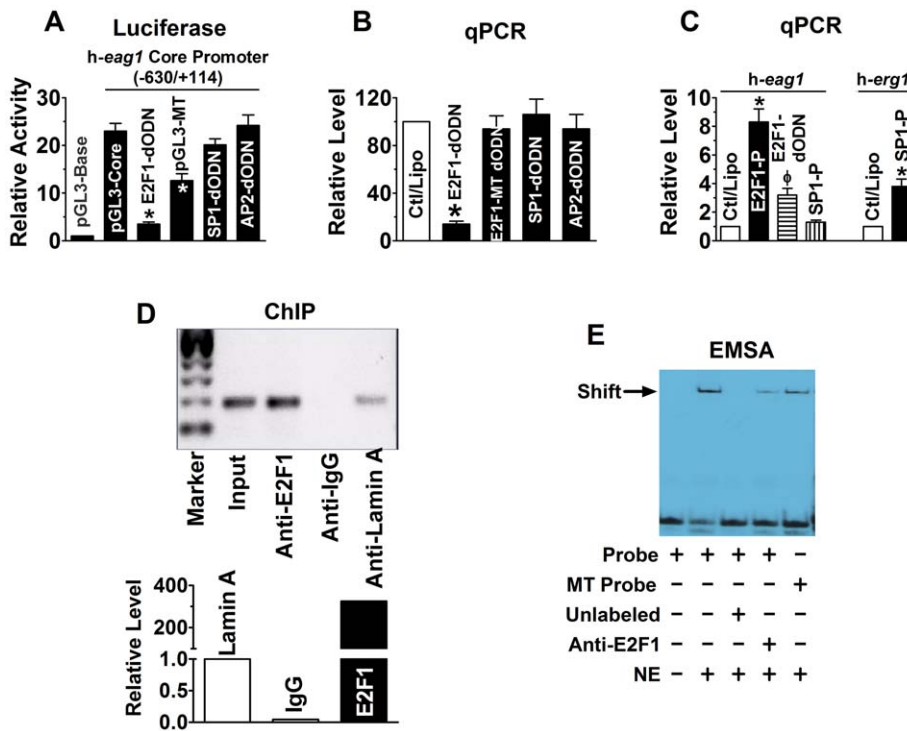 A
Luciferase
h-eag1 Core Promoter
(-630/+114)
Relative Activity
30
20
10
0
pGL3-Base
pGL3-Core
* E2F1-dODN
pGL3-MT
*
SP1-dODN
AP2-dODN
B
qPCR
Relative Level
120
80
40
0
Ctl/Lipo
* E2F1-dODN
E2F1-MT dODN
SP1-dODN
AP2-dODN
C
qPCR
h-eag1
h-erg1
Relative Level
10
8
6
4
2
0
Ctl/Lipo
*
E2F1-P
ϕ E2F1-
dODN
SP1-P
Ctl/Lipo
* SP1-P
D
ChIP
Marker
Input
Anti-E2F1
Anti-IgG
Anti-Lamin A
Relative Level
400
300
1.0
0.5
0.0
Lamin A
IgG
E2F1
E
EMSA
Shift
Probe + + + + −
MT Probe − − − − +
Unlabeled − − + − −
Anti-E2F1 − − − + −
NE − + + + +